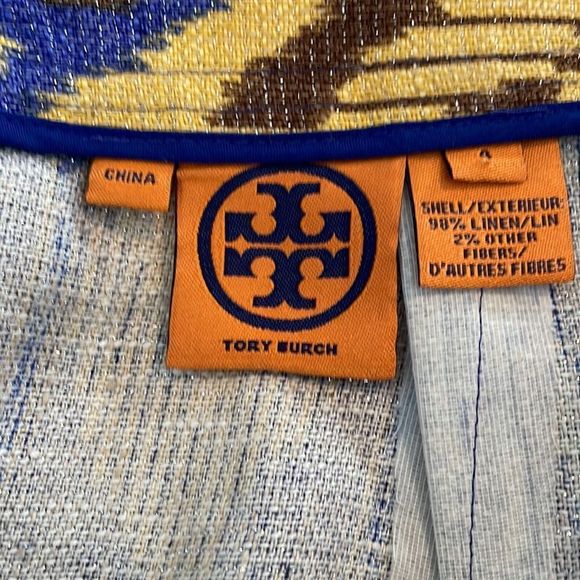 CHINA
TORY BURCH
4
SHELL/EXTERIEUR:
98% LINEN/LIN
2% OTHER
FIBERS/
D'AUTRES FIBRES